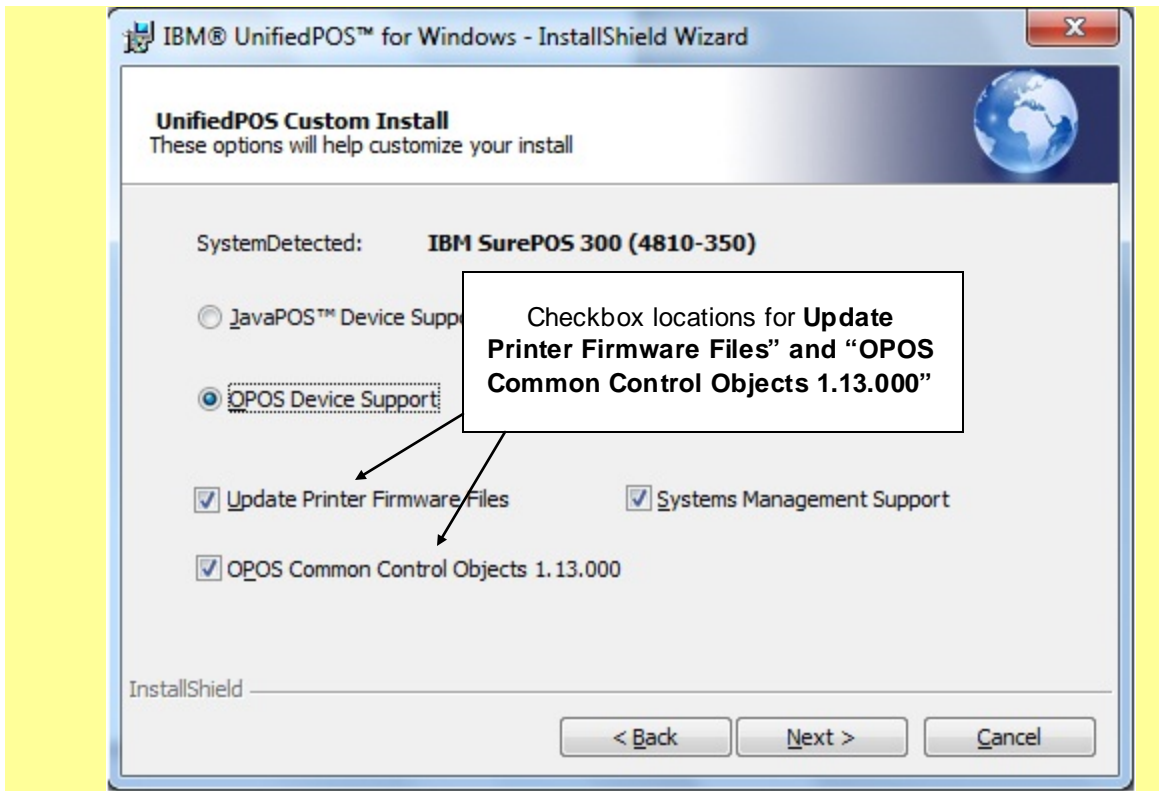 IBM® UnifiedPOS™ for Windows - InstallShield Wizard
x
UnifiedPOS Custom Install
These options will help customize your install
SystemDetected: IBM SurePOS 300 (4810-350)
JavaPOS™ Device
Checkbox locations for Update
Printer Firmware Files” and “OPOS
Common Control Objects 1.13.000”
OPOS Device Support
Update Printer Firmware Files
Systems Management Support
OPOS Common Control Objects 1.13.000
InstallShield
< Back
Next >
Cancel